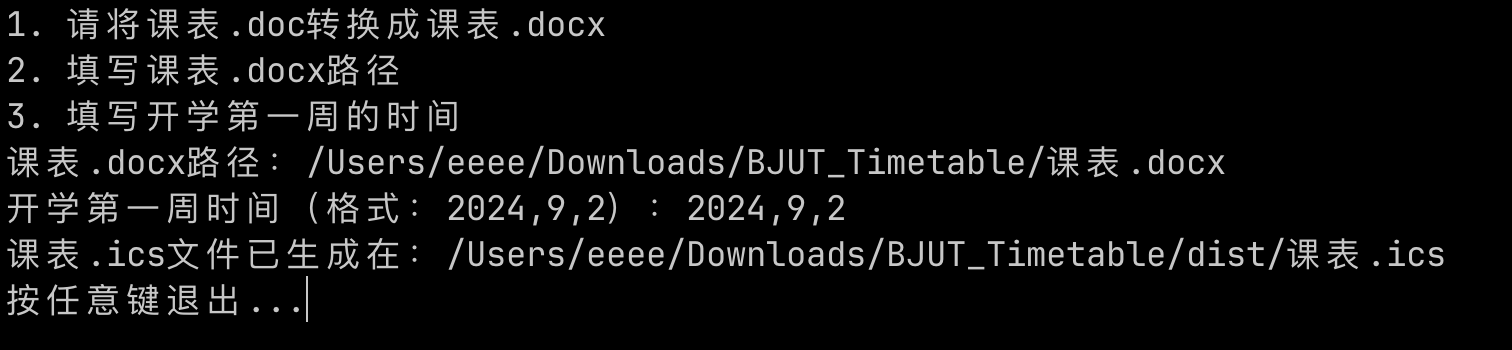 1. 请将课表.doc转换成课表.docx
2. 填写课表.docx路径
3. 填写开学第一周的时间
课表.docx路径：/Users/eeee/Downloads/BJUT_Timetable/课表.docx
开学第一周时间（格式：2024,9,2）：2024,9,2
课表.ics文件已生成在：/Users/eeee/Downloads/BJUT_Timetable/dist/课表.ics
按任意键退出...